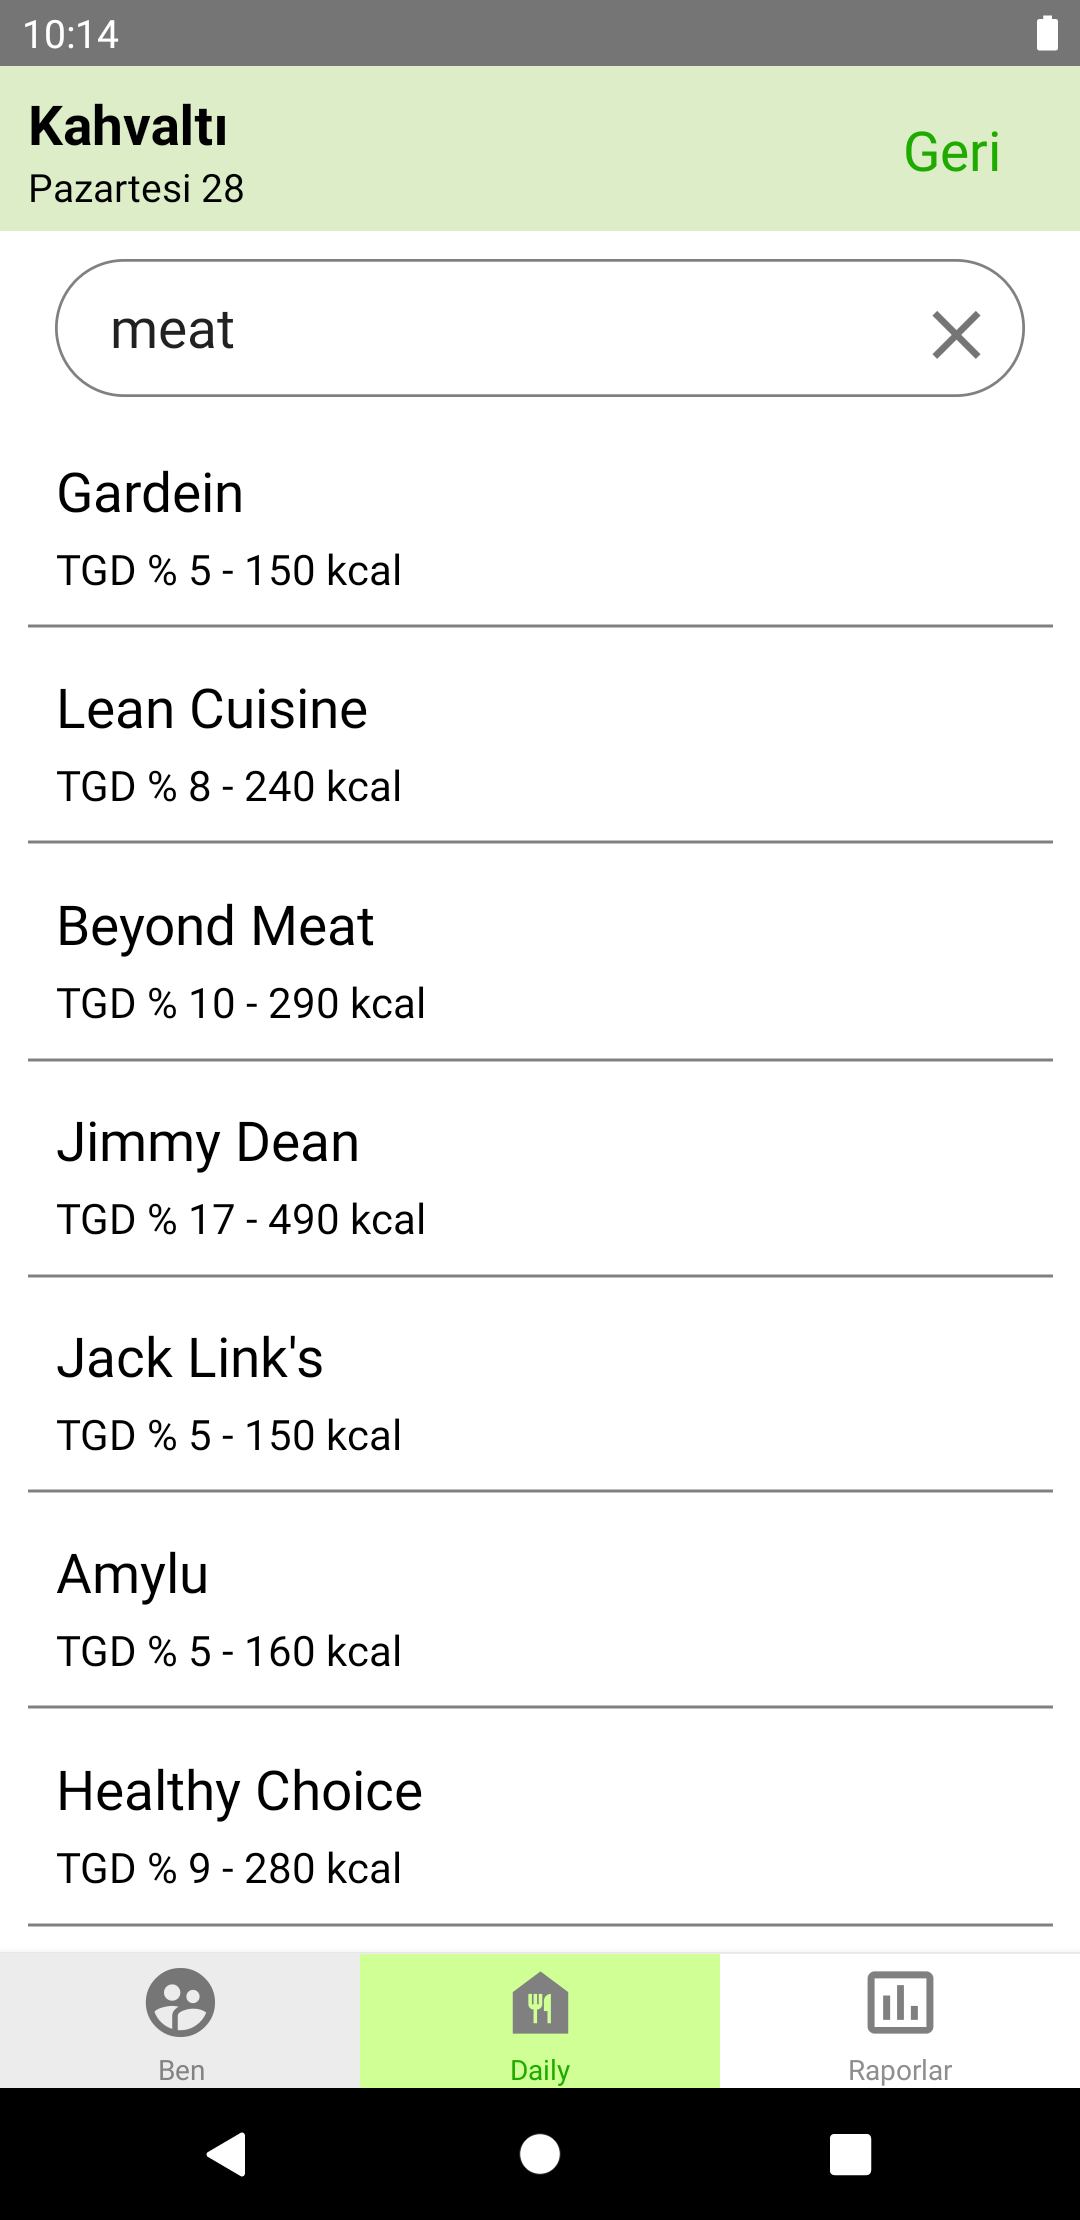 10:14
Kahvaltı
Pazartesi 28
Geri
meat
Gardein
TGD % 5 - 150 kcal
Lean Cuisine
TGD % 8 - 240 kcal
Beyond Meat
TGD % 10 - 290 kcal
Jimmy Dean
TGD % 17 - 490 kcal
Jack Link's
TGD % 5 - 150 kcal
Amylu
TGD % 5 - 160 kcal
Healthy Choice
TGD % 9 - 280 kcal
Ben
Daily
Raporlar